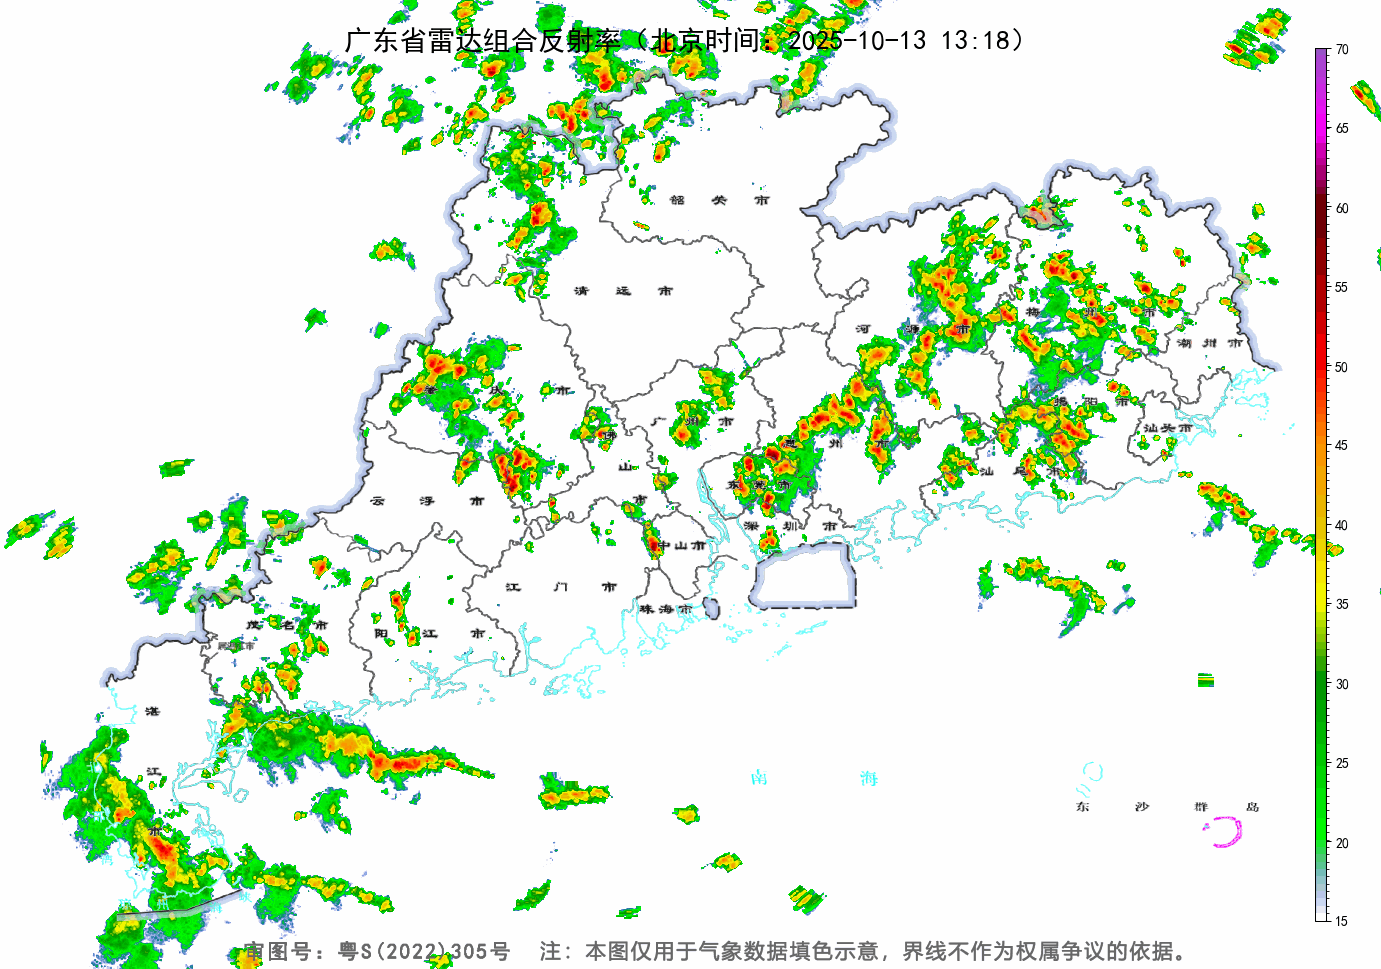 广东省雷达组合反射率（北京时间：2025-10-13 13:18）
70
65
60
55
50
45
40
35
30
25
20
15
韶 关 市
清 远 市
河 源 市
梅 州 市
潮 州 市
肇 庆 市
揭 阳 市
广 州 市
汕头市
佛 山 市
惠 州 市
汕 尾 市
东 莞 市
云 浮 市
深 圳 市
中山市
江 门 市
珠海市
茂 名 市
阳 江 市
湛 江 市
南 海
东 沙 群 岛
审图号：粤S(2022)305号 注：本图仅用于气象数据填色示意，界线不作为权属争议的依据。